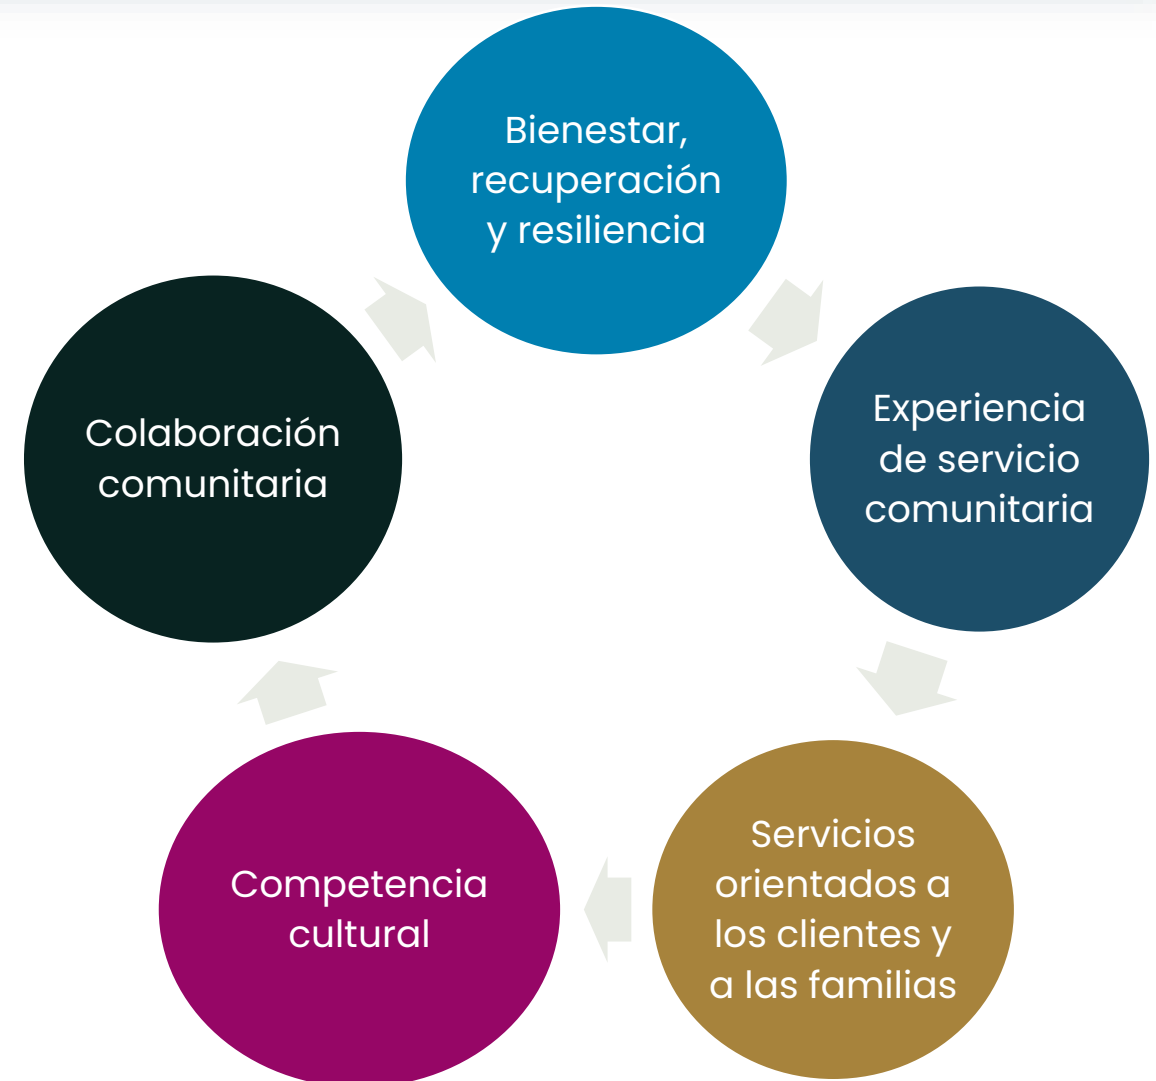 Bienestar,
recuperación
y resiliencia
Experiencia
de servicio
comunitaria
Servicios
orientados a
los clientes y
a las familias
Competencia
cultural
Colaboración
comunitaria